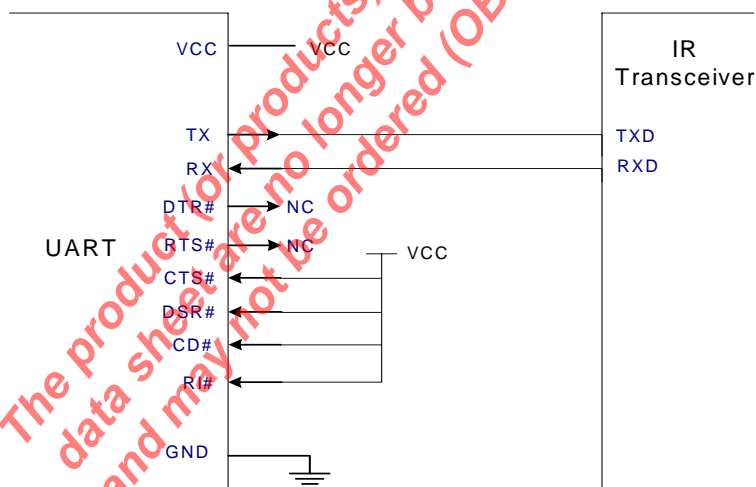 VCC
VCC
IR
Transceiver
TX
TXD
RX
RXD
DTR#
NC
RTS#
NC
UART
VCC
CTS#
DSR#
CD#
RI#
GND
The product (or products)
data sheet are no longer b
and may not be ordered (OB